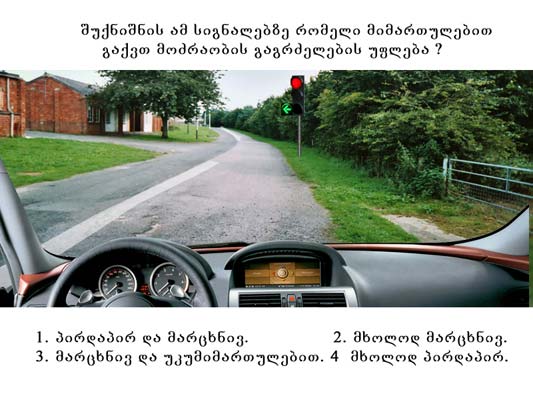 შუქნიშნის ამ სიგნალებზე რომელი მიმართულებით
გაქვთ მოძრაობის გაგრძელების უფლება ?
1. პირდაპირ და მარცხნივ. 2. მხოლოდ მარცხნივ.
3. მარცხნივ და უკუმიმართულებით. 4 მხოლოდ პირდაპირ.